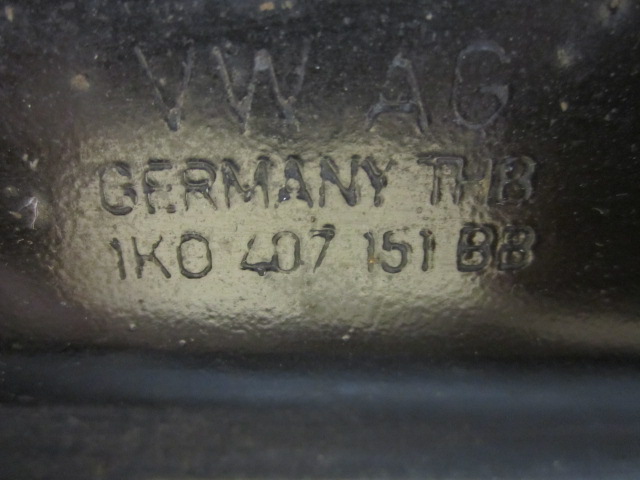 VW AG
GERMANY THB
1K0 407 151 BB